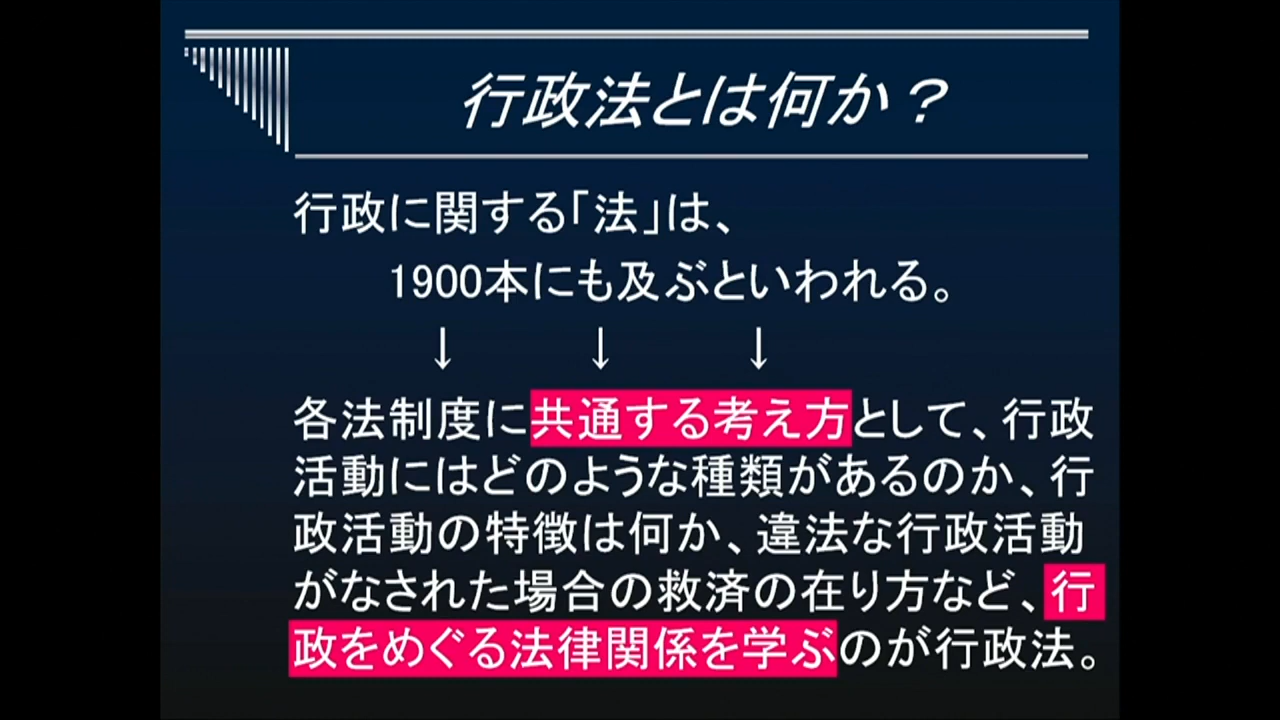 行政法とは何か？
行政に関する「法」は、
1900本にも及ぶといわれる。
↓ ↓ ↓
各法制度に共通する考え方として、行政
活動にはどのような種類があるのか、行
政活動の特徴は何か、違法な行政活動
がなされた場合の救済の在り方など、行
政をめぐる法律関係を学ぶのが行政法。